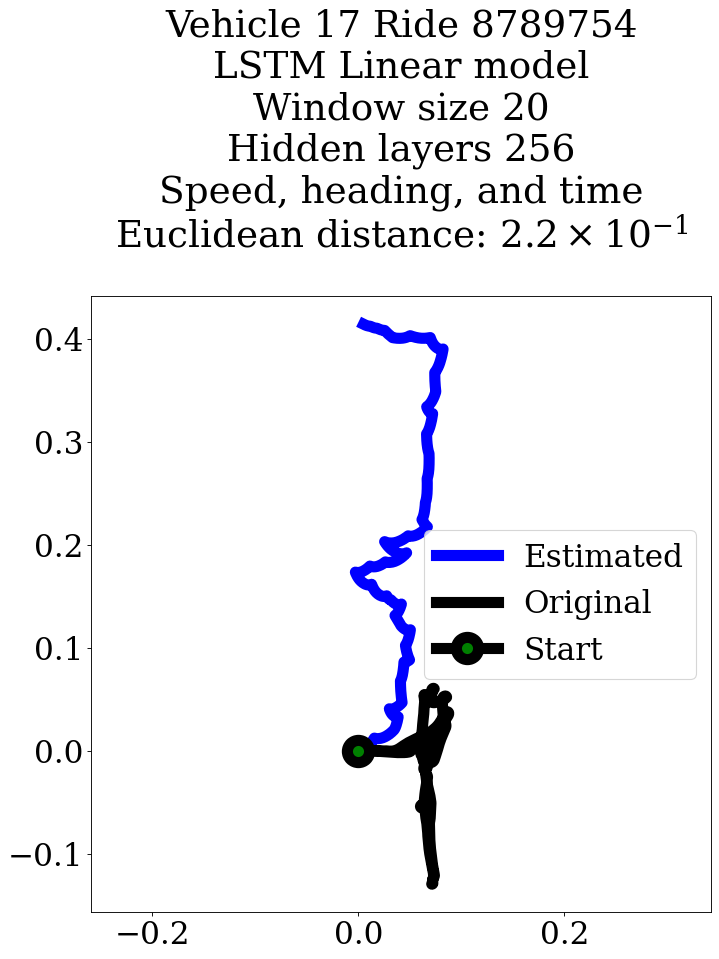 Vehicle 17 Ride 8789754
LSTM Linear model
Window size 20
Hidden layers 256
Speed, heading, and time
Euclidean distance: 2.2 × 10⁻¹
0.4
0.3
0.2
0.1
0.0
−0.1
Estimated
Original
Start
−0.2
0.0
0.2